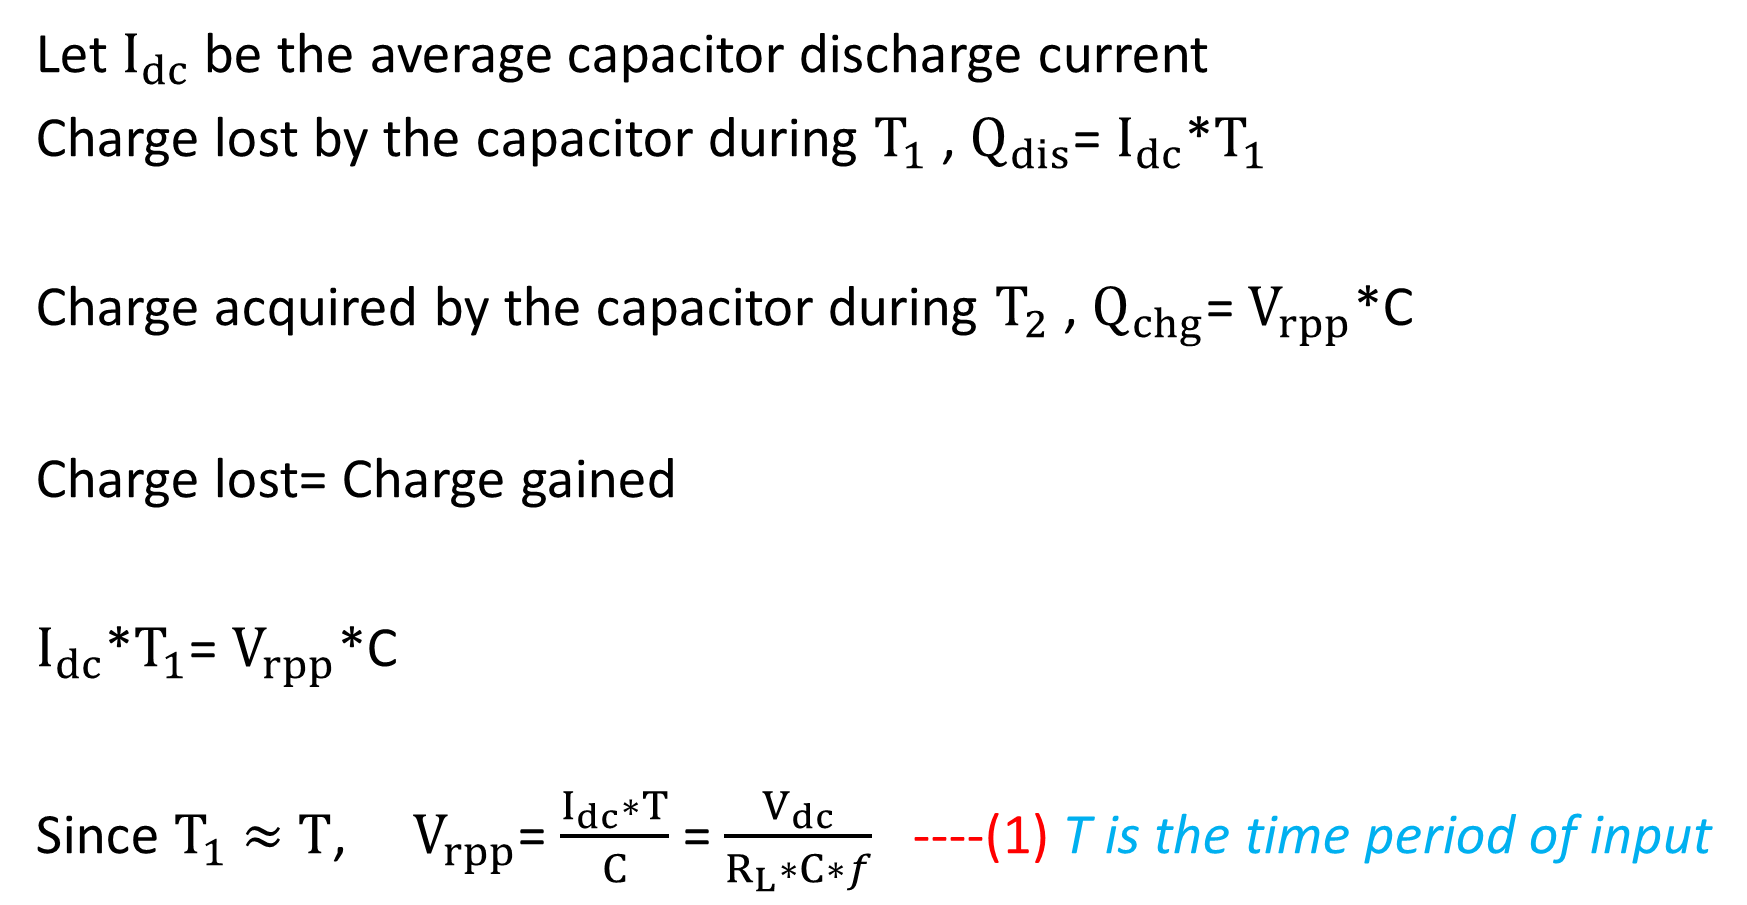 Let I_dc be the average capacitor discharge current
Charge lost by the capacitor during T_1 , Q_dis= I_dc*T_1
Charge acquired by the capacitor during T_2 , Q_chg= V_rpp*C
Charge lost= Charge gained
I_dc*T_1= V_rpp*C
Since T_1 ≈ T, V_rpp= (I_dc*T)/C = V_dc/(R_L*C*f) ----(1) T is the time period of input